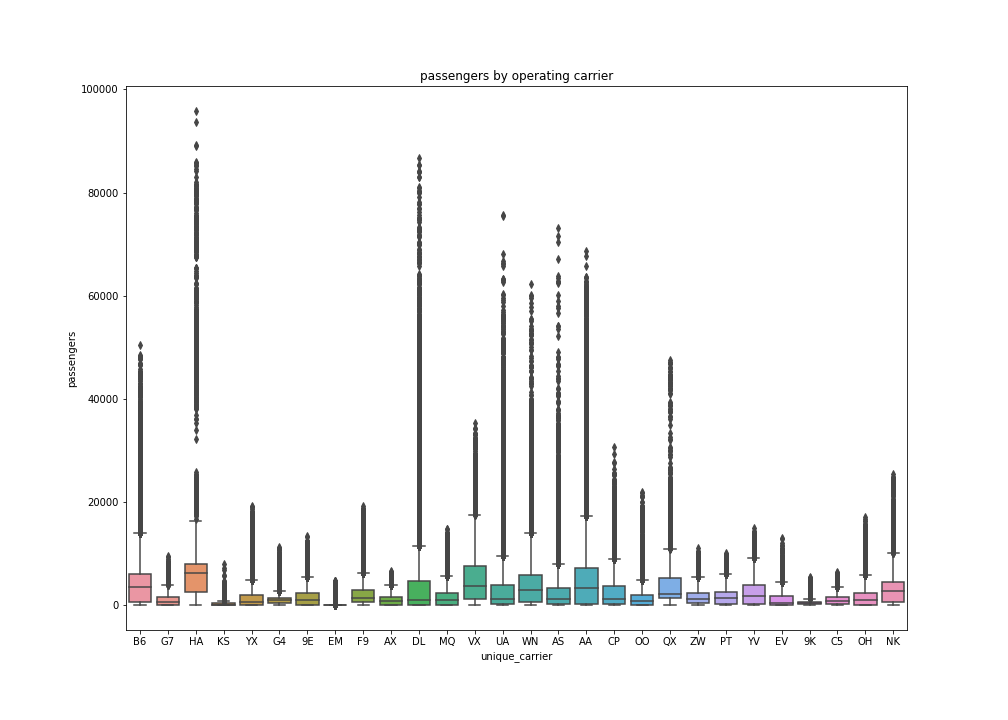 passengers by operating carrier
100000
80000
60000
40000
20000
0
passengers
B6 G7 HA KS YX G4 9E EM F9 AX DL MQ VX UA WN AS AA CP OO QX ZW PT YV EV 9K C5 OH NK
unique_carrier